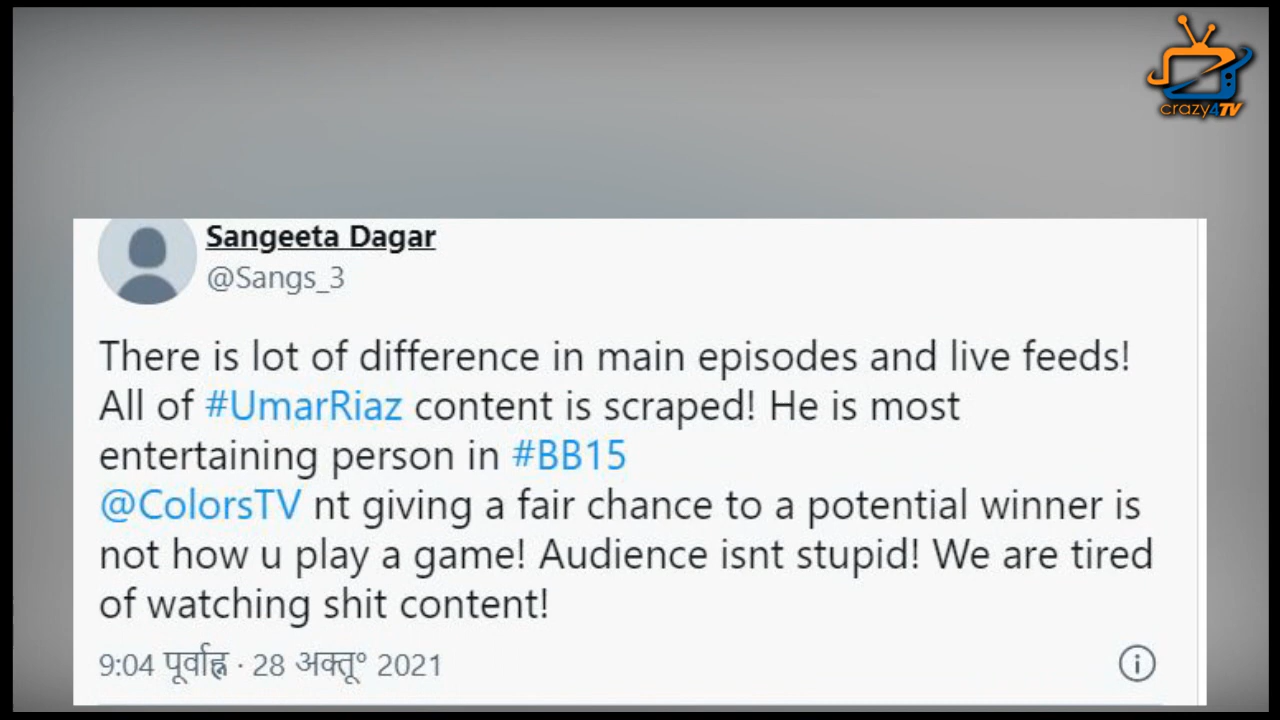 crazy4TV
Sangeeta Dagar
@Sangs_3
There is lot of difference in main episodes and live feeds!
All of #UmarRiaz content is scraped! He is most
entertaining person in #BB15
@ColorsTV nt giving a fair chance to a potential winner is
not how u play a game! Audience isnt stupid! We are tired
of watching shit content!
9:04 पूर्वाह्न · 28 अक्तू° 2021